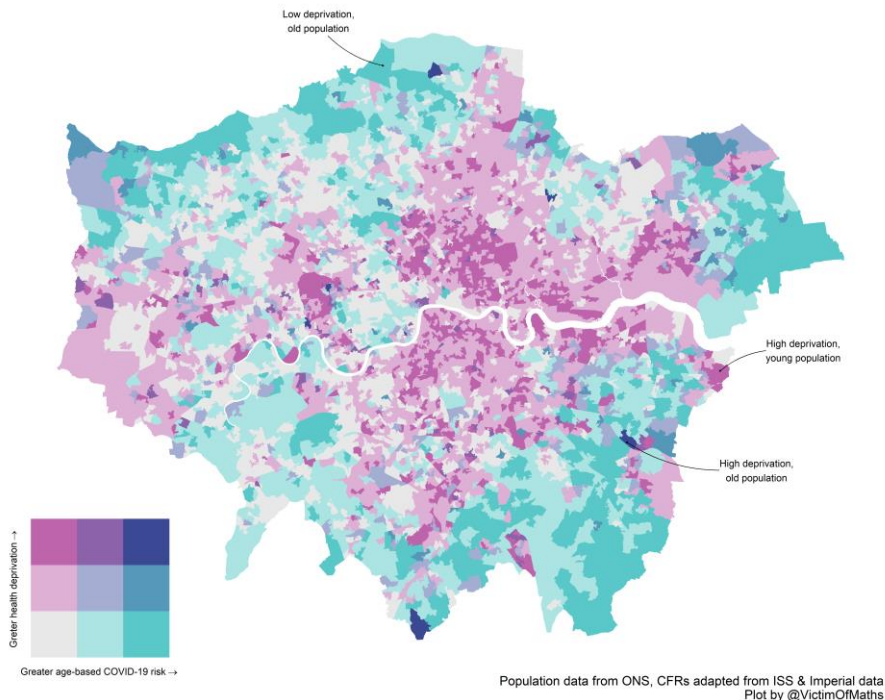 Low deprivation,
old population
High deprivation,
young population
High deprivation,
old population
Greter health deprivation →
Greater age-based COVID-19 risk →
Population data from ONS, CFRs adapted from ISS & Imperial data
Plot by @VictimOfMaths